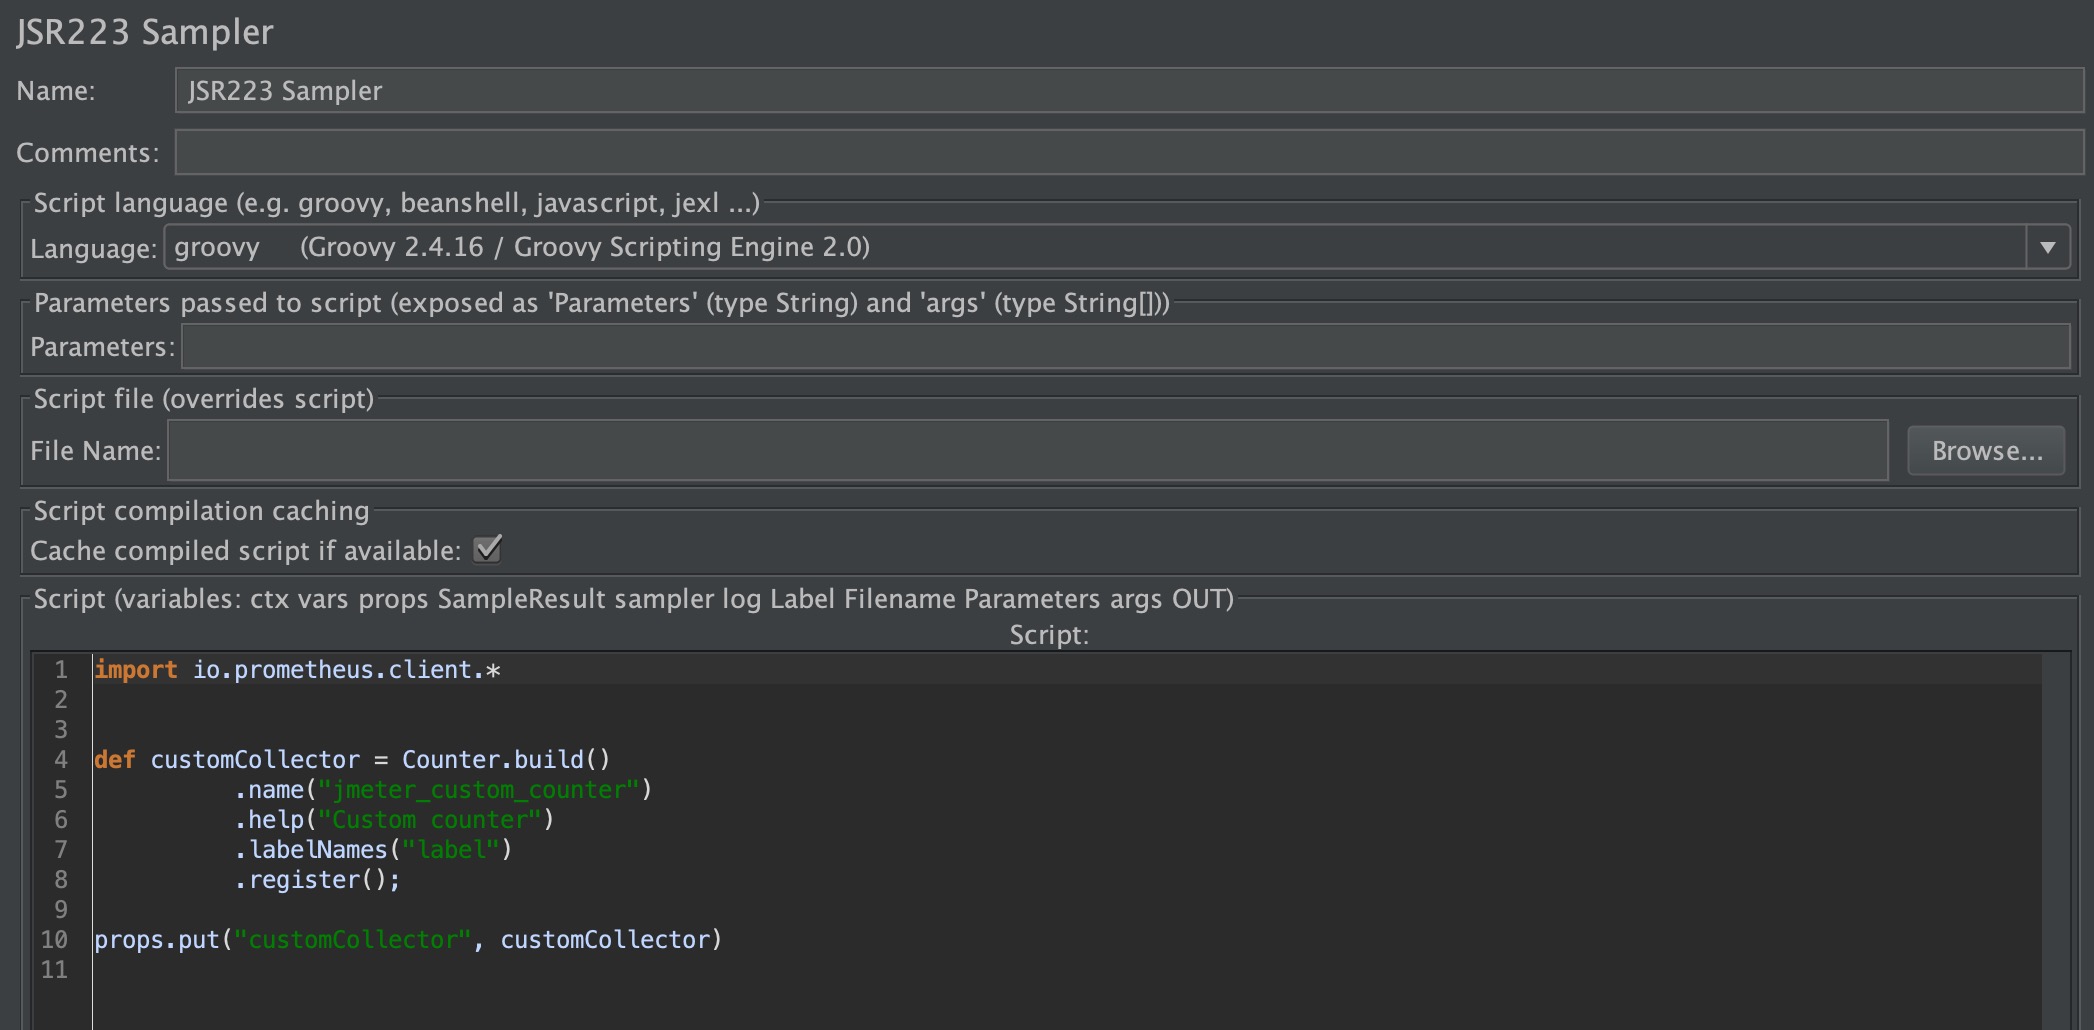 JSR223 Sampler
Name: JSR223 Sampler
Comments:
Script language (e.g. groovy, beanshell, javascript, jexl ...)
Language: groovy (Groovy 2.4.16 / Groovy Scripting Engine 2.0)
Parameters passed to script (exposed as 'Parameters' (type String) and 'args' (type String[]))
Parameters:
Script file (overrides script)
File Name: Browse...
Script compilation caching
Cache compiled script if available:
Script (variables: ctx vars props SampleResult sampler log Label Filename Parameters args OUT)
Script:
1 import io.prometheus.client.*
2
3
4 def customCollector = Counter.build()
5 .name("jmeter_custom_counter")
6 .help("Custom counter")
7 .labelNames("label")
8 .register();
9
10 props.put("customCollector", customCollector)
11